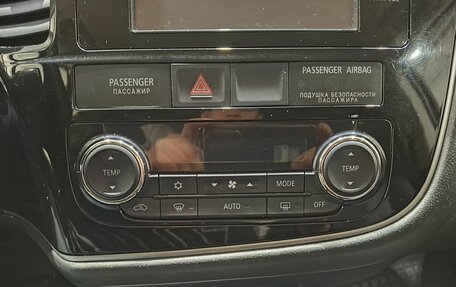 PASSENGER
ПАССАЖИР
PASSENGER AIRBAG
ПОДУШКА БЕЗОПАСНОСТИ
ПАССАЖИРА
TEMP
MODE
TEMP
AUTO
OFF